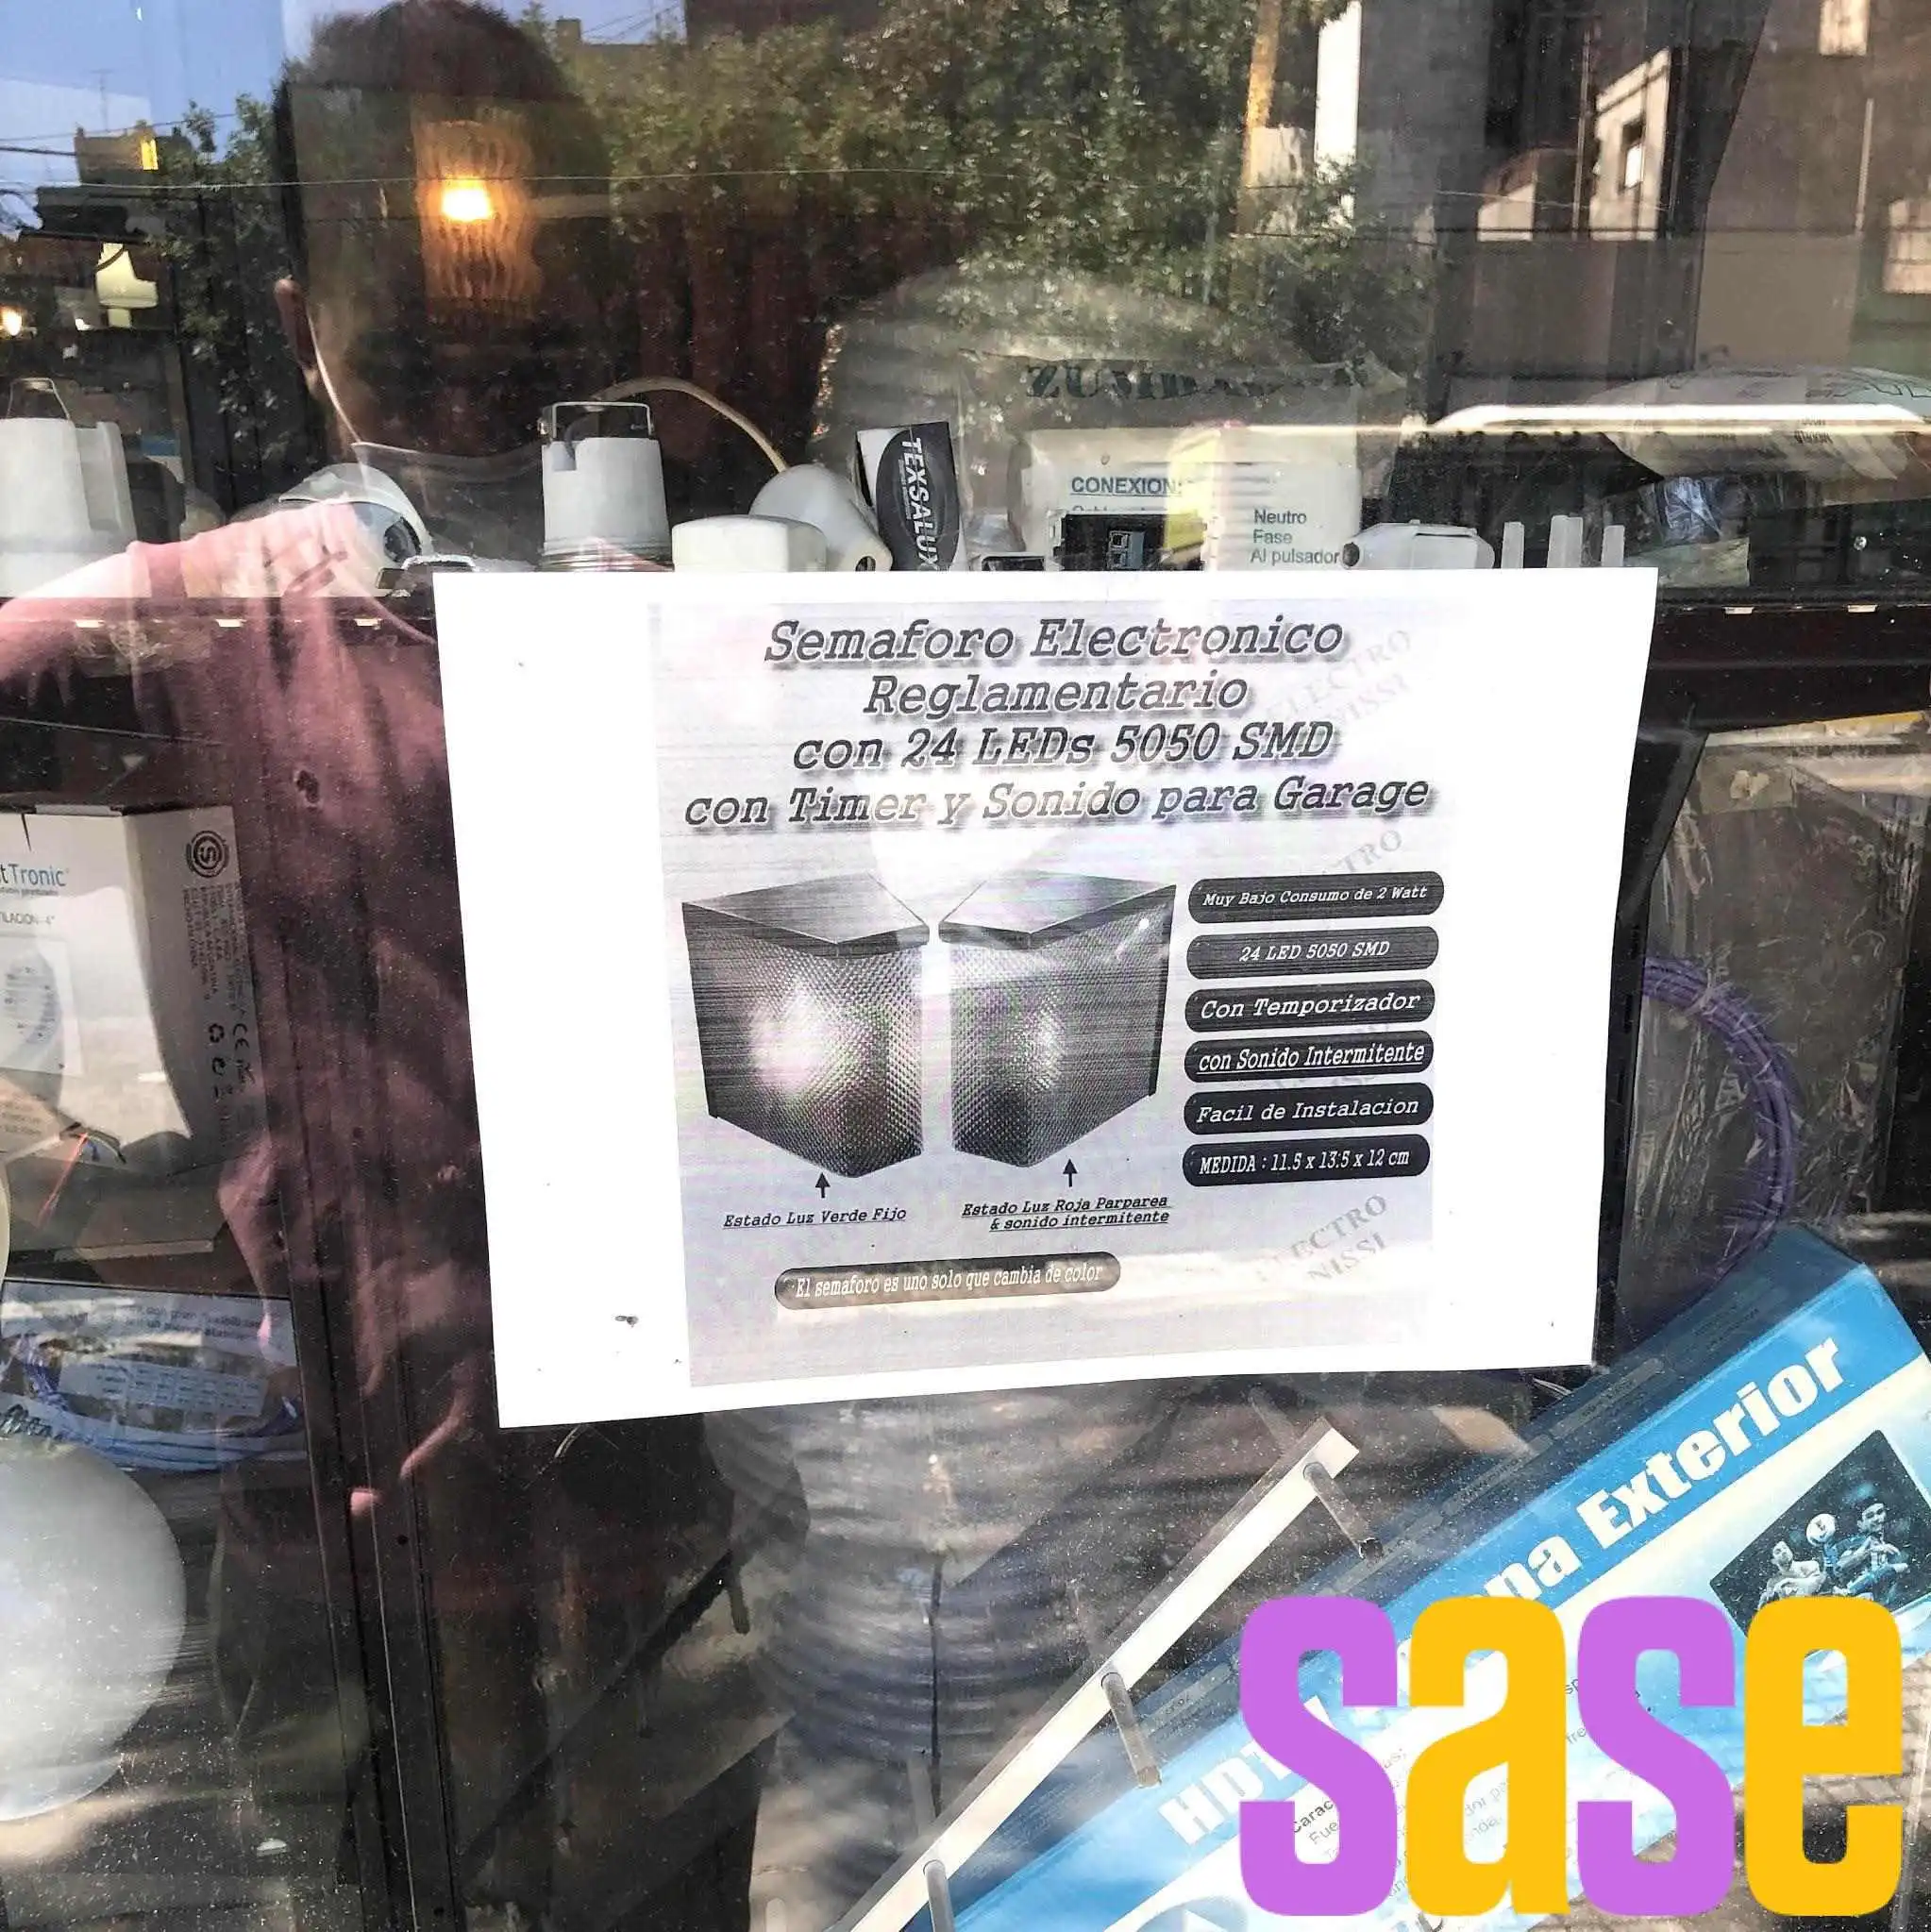 TEXSALUX
CONEXION:
Neutro
Fase
Al pulsador
Semaforo Electronico
Reglamentario
con 24 LEDs 5050 SMD
con Timer y Sonido para Garage
ELECTRO
NISSI
Muy Bajo Consumo de 2 Watt
24 LED 5050 SMD
Con Temporizador
con Sonido Intermitente
Facil de Instalacion
MEDIDA : 11.5 x 13.5 x 12 cm
Estado Luz Verde Fijo
Estado Luz Roja Parparea
& sonido intermitente
ELECTRO
NISSI
El semaforo es uno solo que cambia de color
Tronic
Exterior
sase